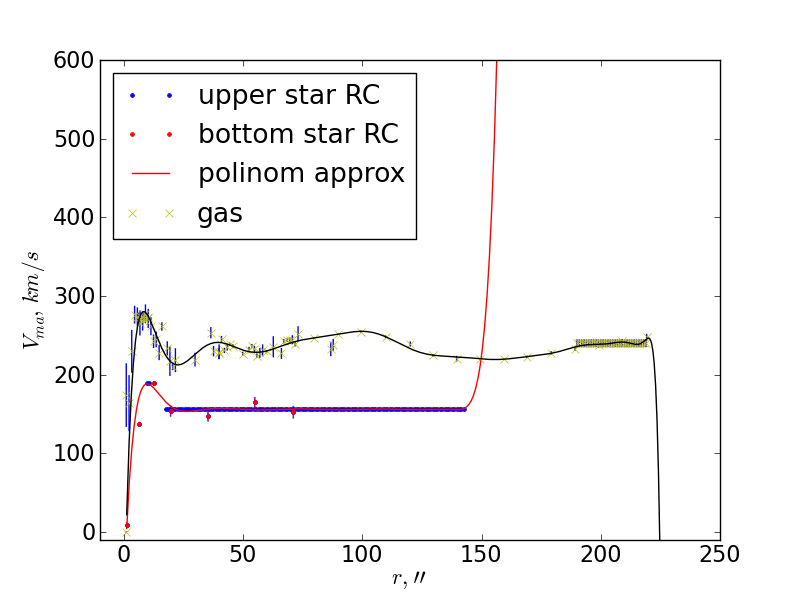 600
500
400
300
200
100
0
V_{ma}, km/s
upper star RC
bottom star RC
polinom approx
gas
0 50 100 150 200 250
r, ″